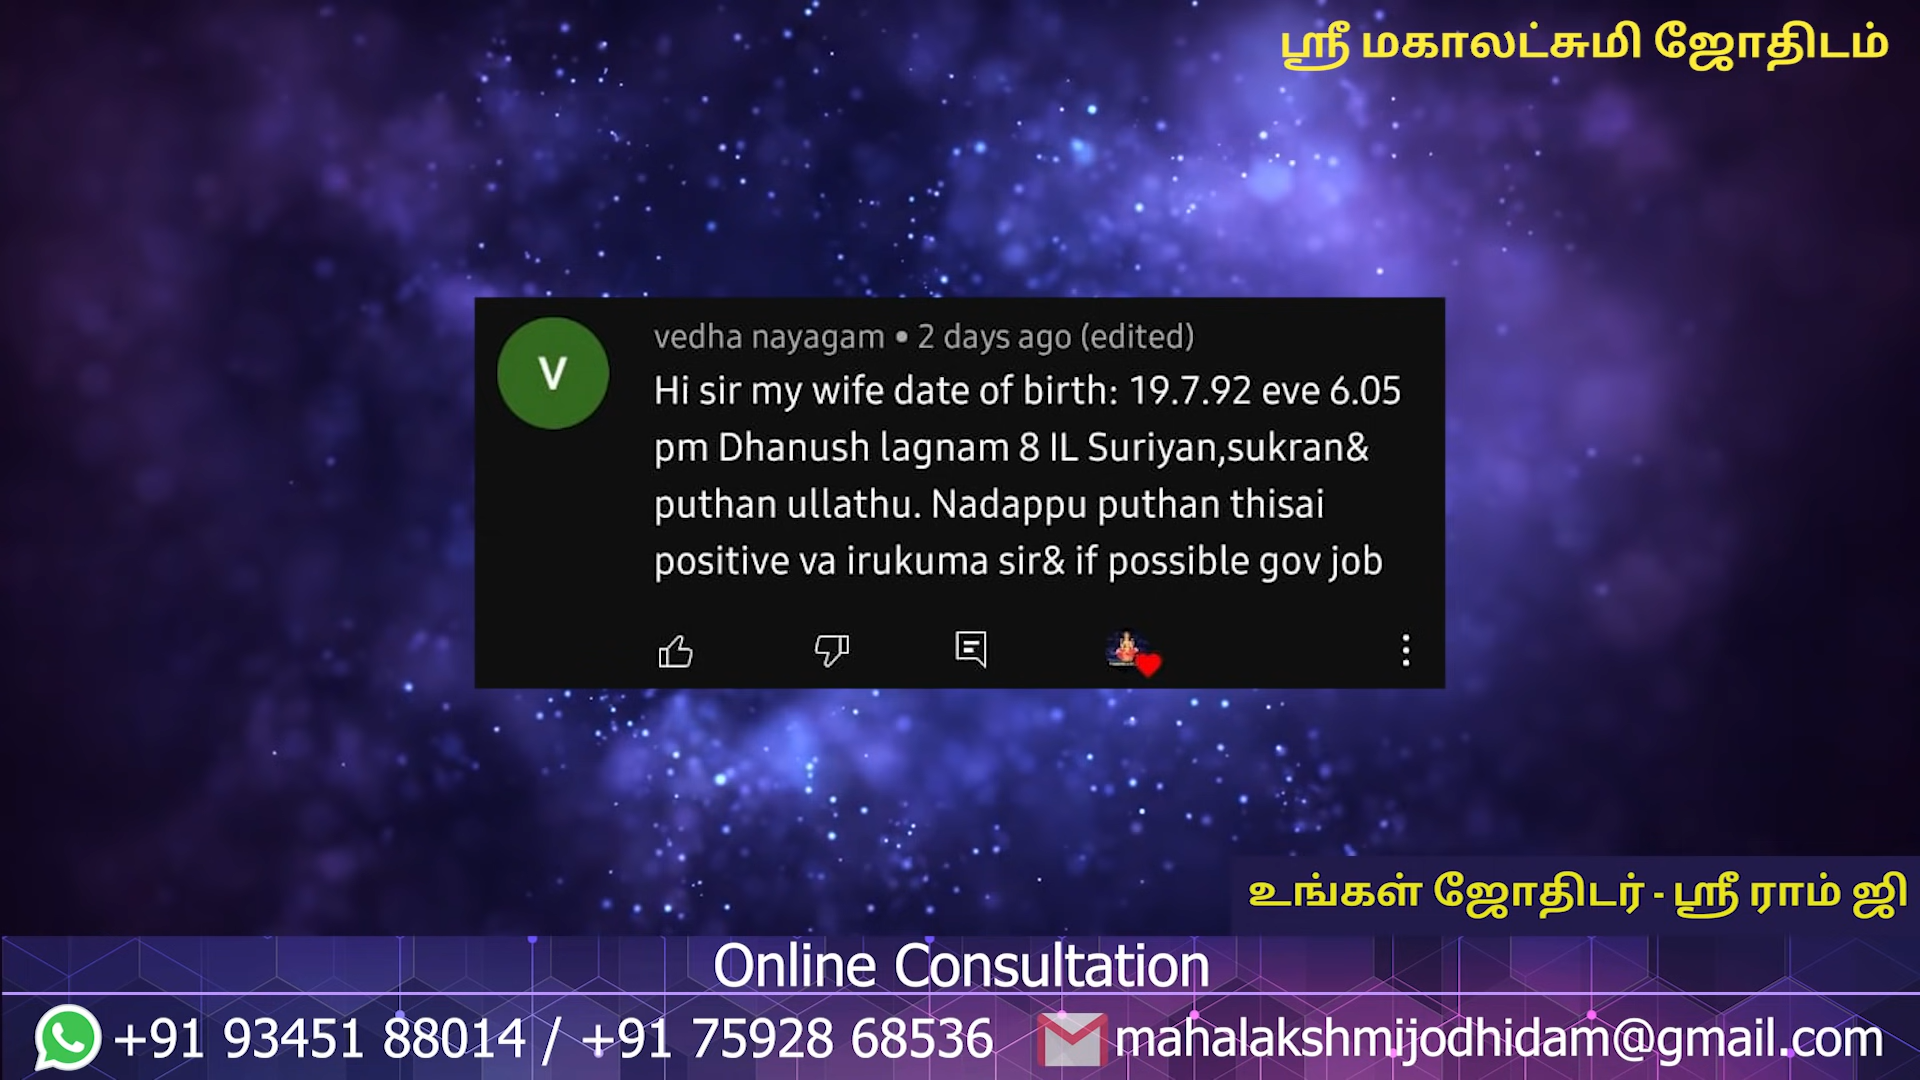 ஸ்ரீ மகாலட்சுமி ஜோதிடம்
V
vedha nayagam • 2 days ago (edited)
Hi sir my wife date of birth: 19.7.92 eve 6.05
pm Dhanush lagnam 8 IL Suriyan,sukran&
puthan ullathu. Nadappu puthan thisai
positive va irukuma sir& if possible gov job
உங்கள் ஜோதிடர் - ஸ்ரீ ராம் ஜி
Online Consultation
+91 93451 88014 / +91 75928 68536 mahalakshmijodhidam@gmail.com